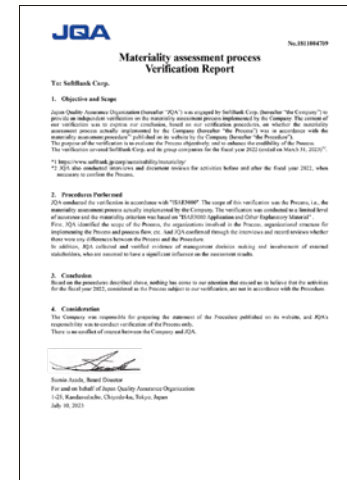 JQA
No.1811004709
Materiality assessment process
Verification Report
To: SoftBank Corp.
1. Objective and Scope
Japan Quality Assurance Organization (hereafter "JQA") was engaged by SoftBank Corp. (hereafter "the Company") to
provide an independent verification on the materiality assessment process implemented by the Company. The content of
our verification was to express our conclusion, based on our verification procedures, on whether the materiality
assessment process actually implemented by the Company (hereafter "the Process") was in accordance with the
materiality assessment procedure*1 published on its website by the Company (hereafter "the Procedure").
The purpose of the verification is to evaluate the Process objectively, and to enhance the credibility of the Process.
The verification covered SoftBank Corp. and its group companies for the fiscal year 2022 (ended on March 31, 2023)*2.
*1 https://www.softbank.jp/corp/sustainability/materiality/
*2 JQA also conducted interviews and document reviews for activities before and after the fiscal year 2022, when
necessary to confirm the Process.
2. Procedures Performed
JQA conducted the verification in accordance with "ISAE3000". The scope of this verification was the Process, i.e., the
materiality assessment process actually implemented by the Company. The verification was conducted to a limited level
of assurance and the materiality criterion was based on "ISAE3000 Application and Other Explanatory Material".
First, JQA identified the scope of the Process, the organizations involved in the Process, organizational structure for
implementing the Process and process flow, etc. And JQA confirmed through the interviews and record reviews whether
there were any differences between the Process and the Procedure.
In addition, JQA collected and verified evidence of management decision making and involvement of external
stakeholders, who are assumed to have a significant influence on the assessment results.
3. Conclusion
Based on the procedures described above, nothing has come to our attention that caused us to believe that the activities
for the fiscal year 2022, considered as the Process subject to our verification, are not in accordance with the Procedure.
4. Consideration
The Company was responsible for preparing the statement of the Procedure published on its website, and JQA's
responsibility was to conduct verification of the Process only.
There is no conflict of interest between the Company and JQA.
Sumio Asada, Board Director
For and on behalf of Japan Quality Assurance Organization
1-25, Kandasudacho, Chiyoda-ku, Tokyo, Japan
July 10, 2023